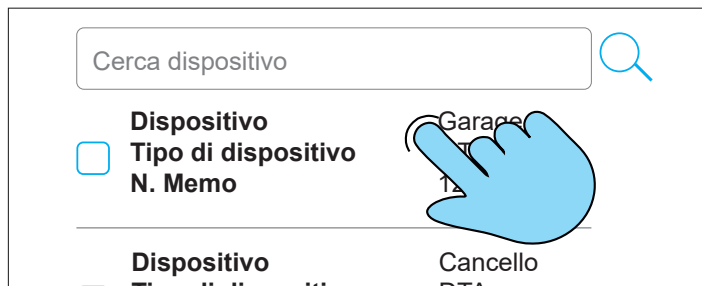 Cerca dispositivo
Dispositivo Garage
Tipo di dispositivo
N. Memo
Dispositivo Cancello